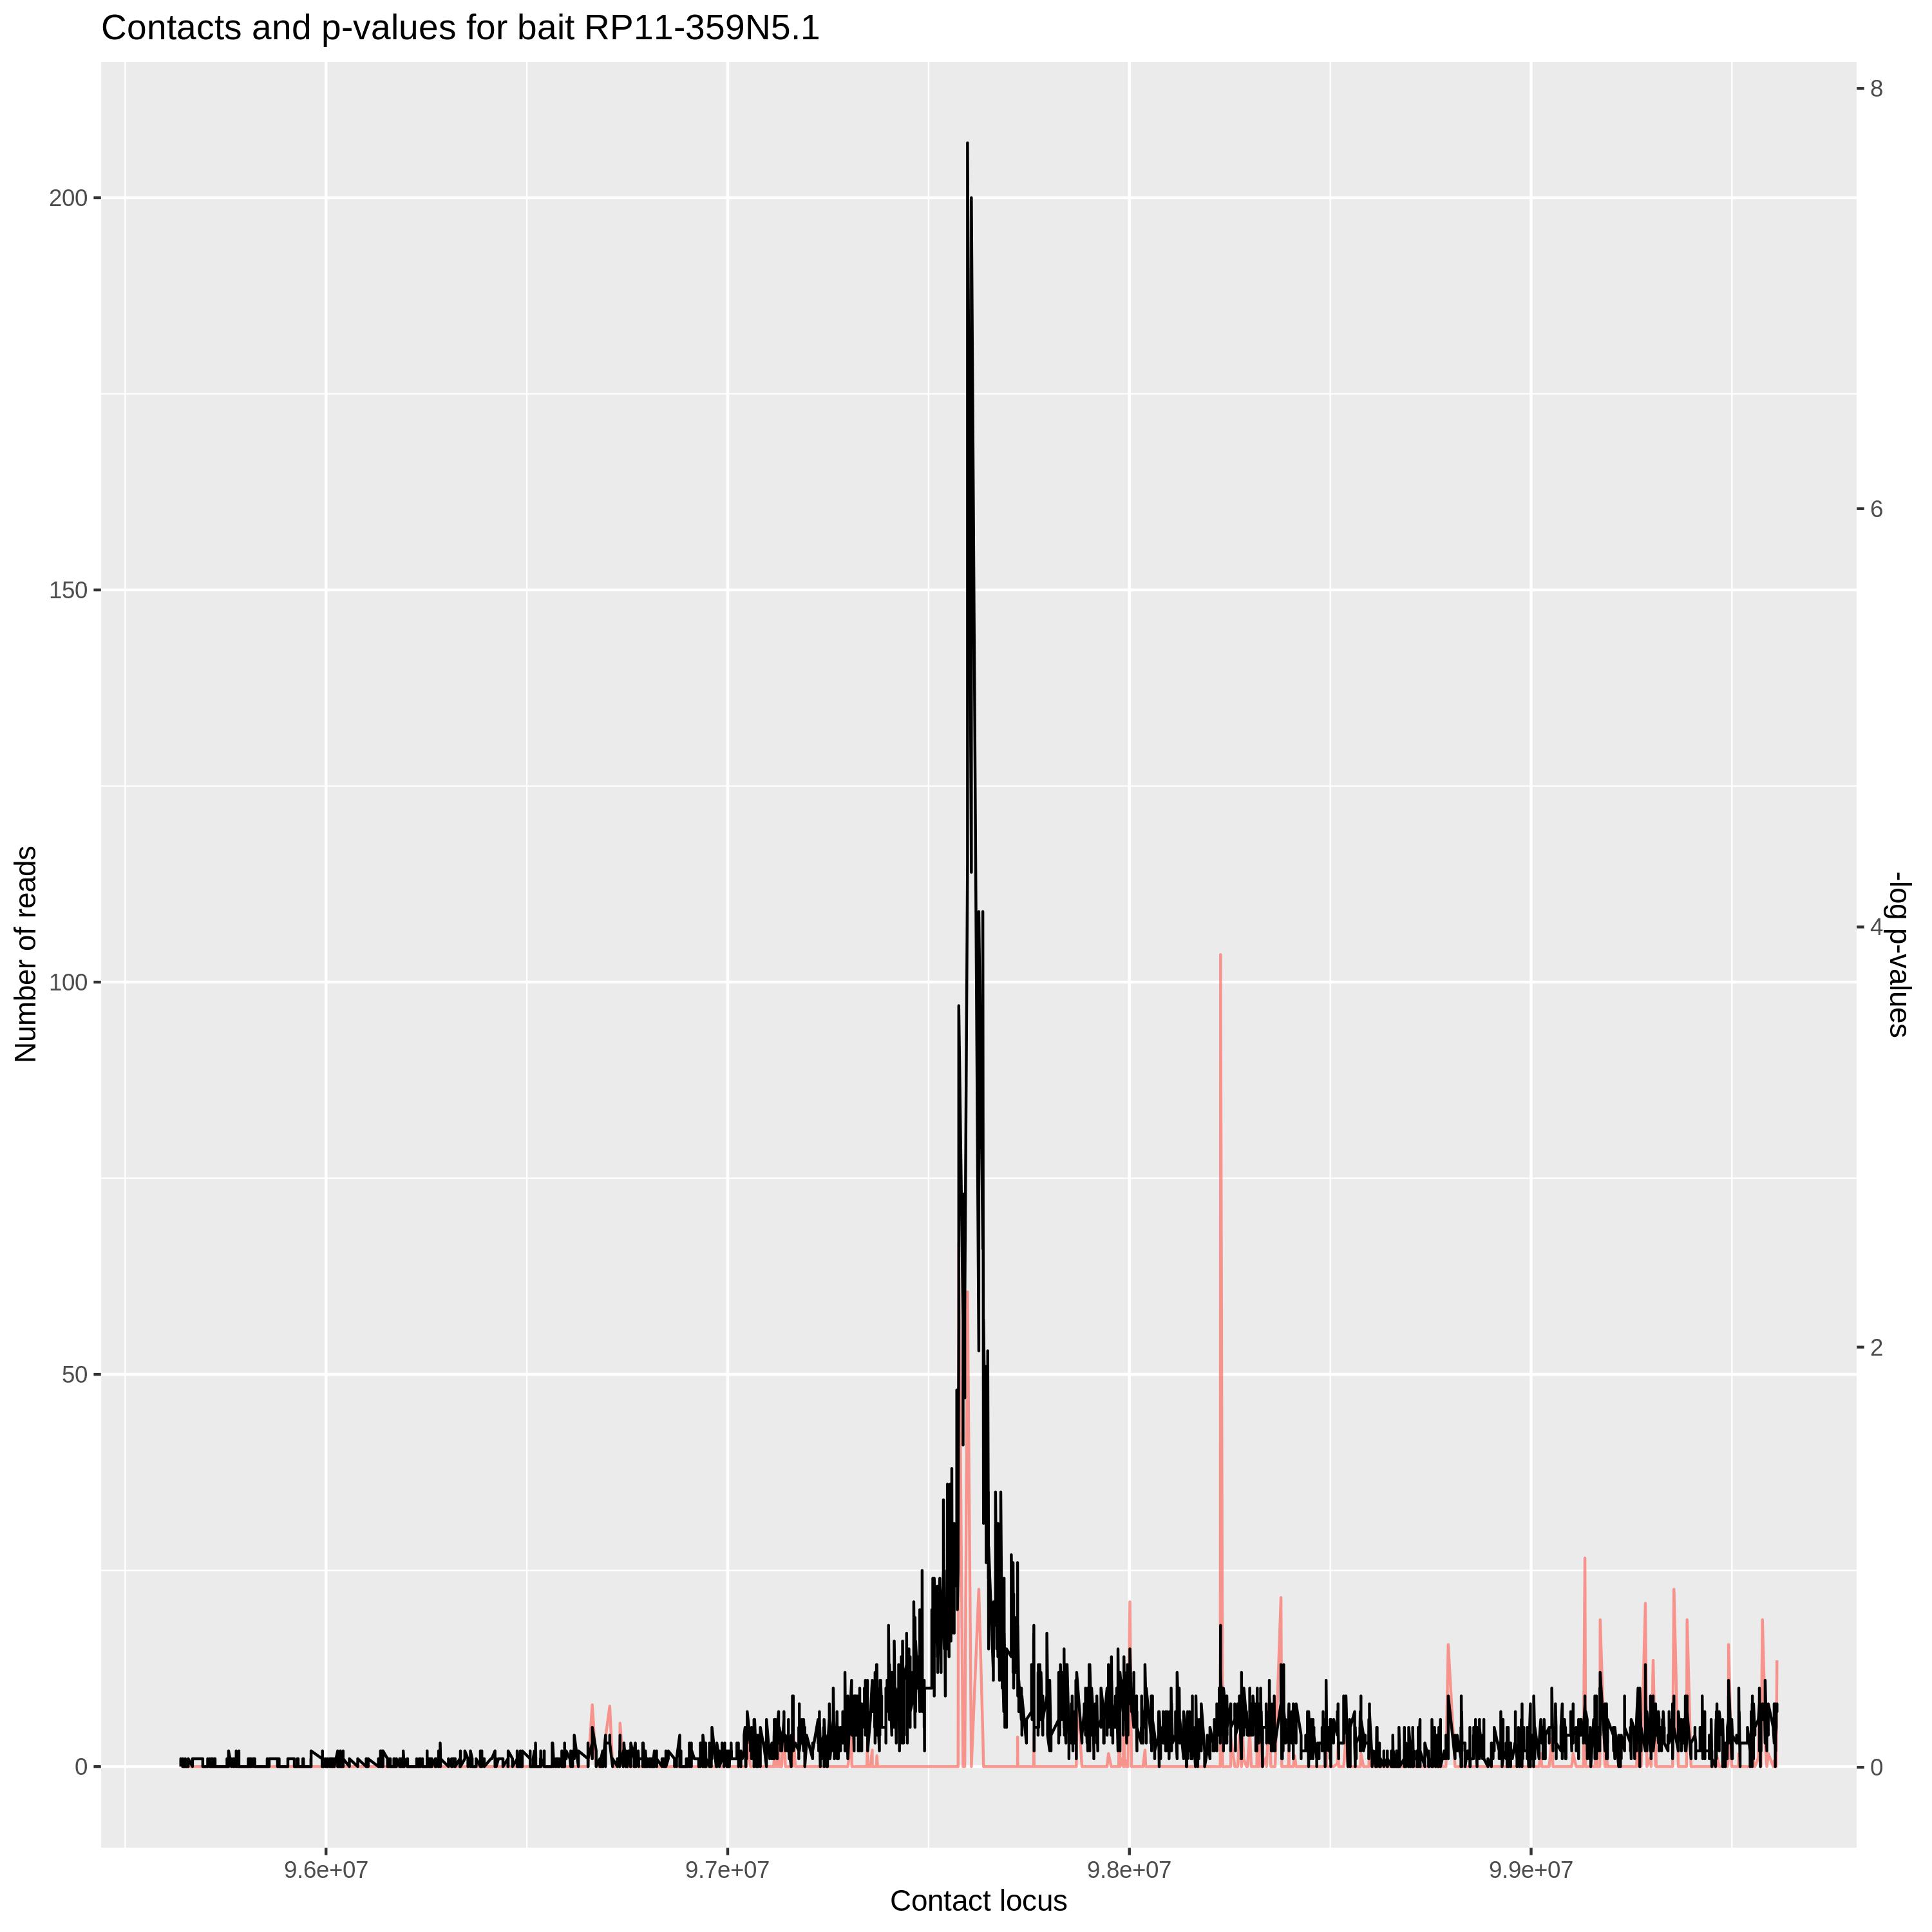 Contacts and p-values for bait RP11-359N5.1
Number of reads
200
150
100
50
0
8
6
4
2
0
-log p-values
9.6e+07
9.7e+07
9.8e+07
9.9e+07
Contact locus